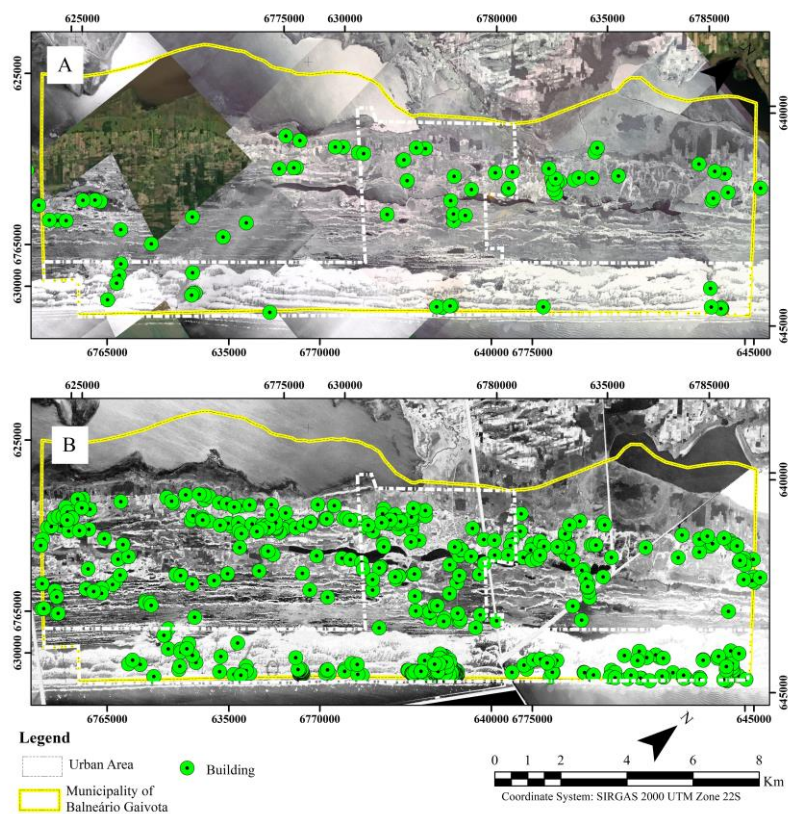 625000 6775000 630000 6780000 635000 6785000
A
N
625000
640000
6765000
630000
645000
6765000 635000 6770000 640000 6775000 645000
625000 6775000 630000 6780000 635000 6785000
B
625000
640000
6765000
630000
645000
6765000 635000 6770000 640000 6775000 645000
N
Legend
Urban Area
Building
Municipality of
Balneário Gaivota
0 1 2 4 6 8
Km
Coordinate System: SIRGAS 2000 UTM Zone 22S